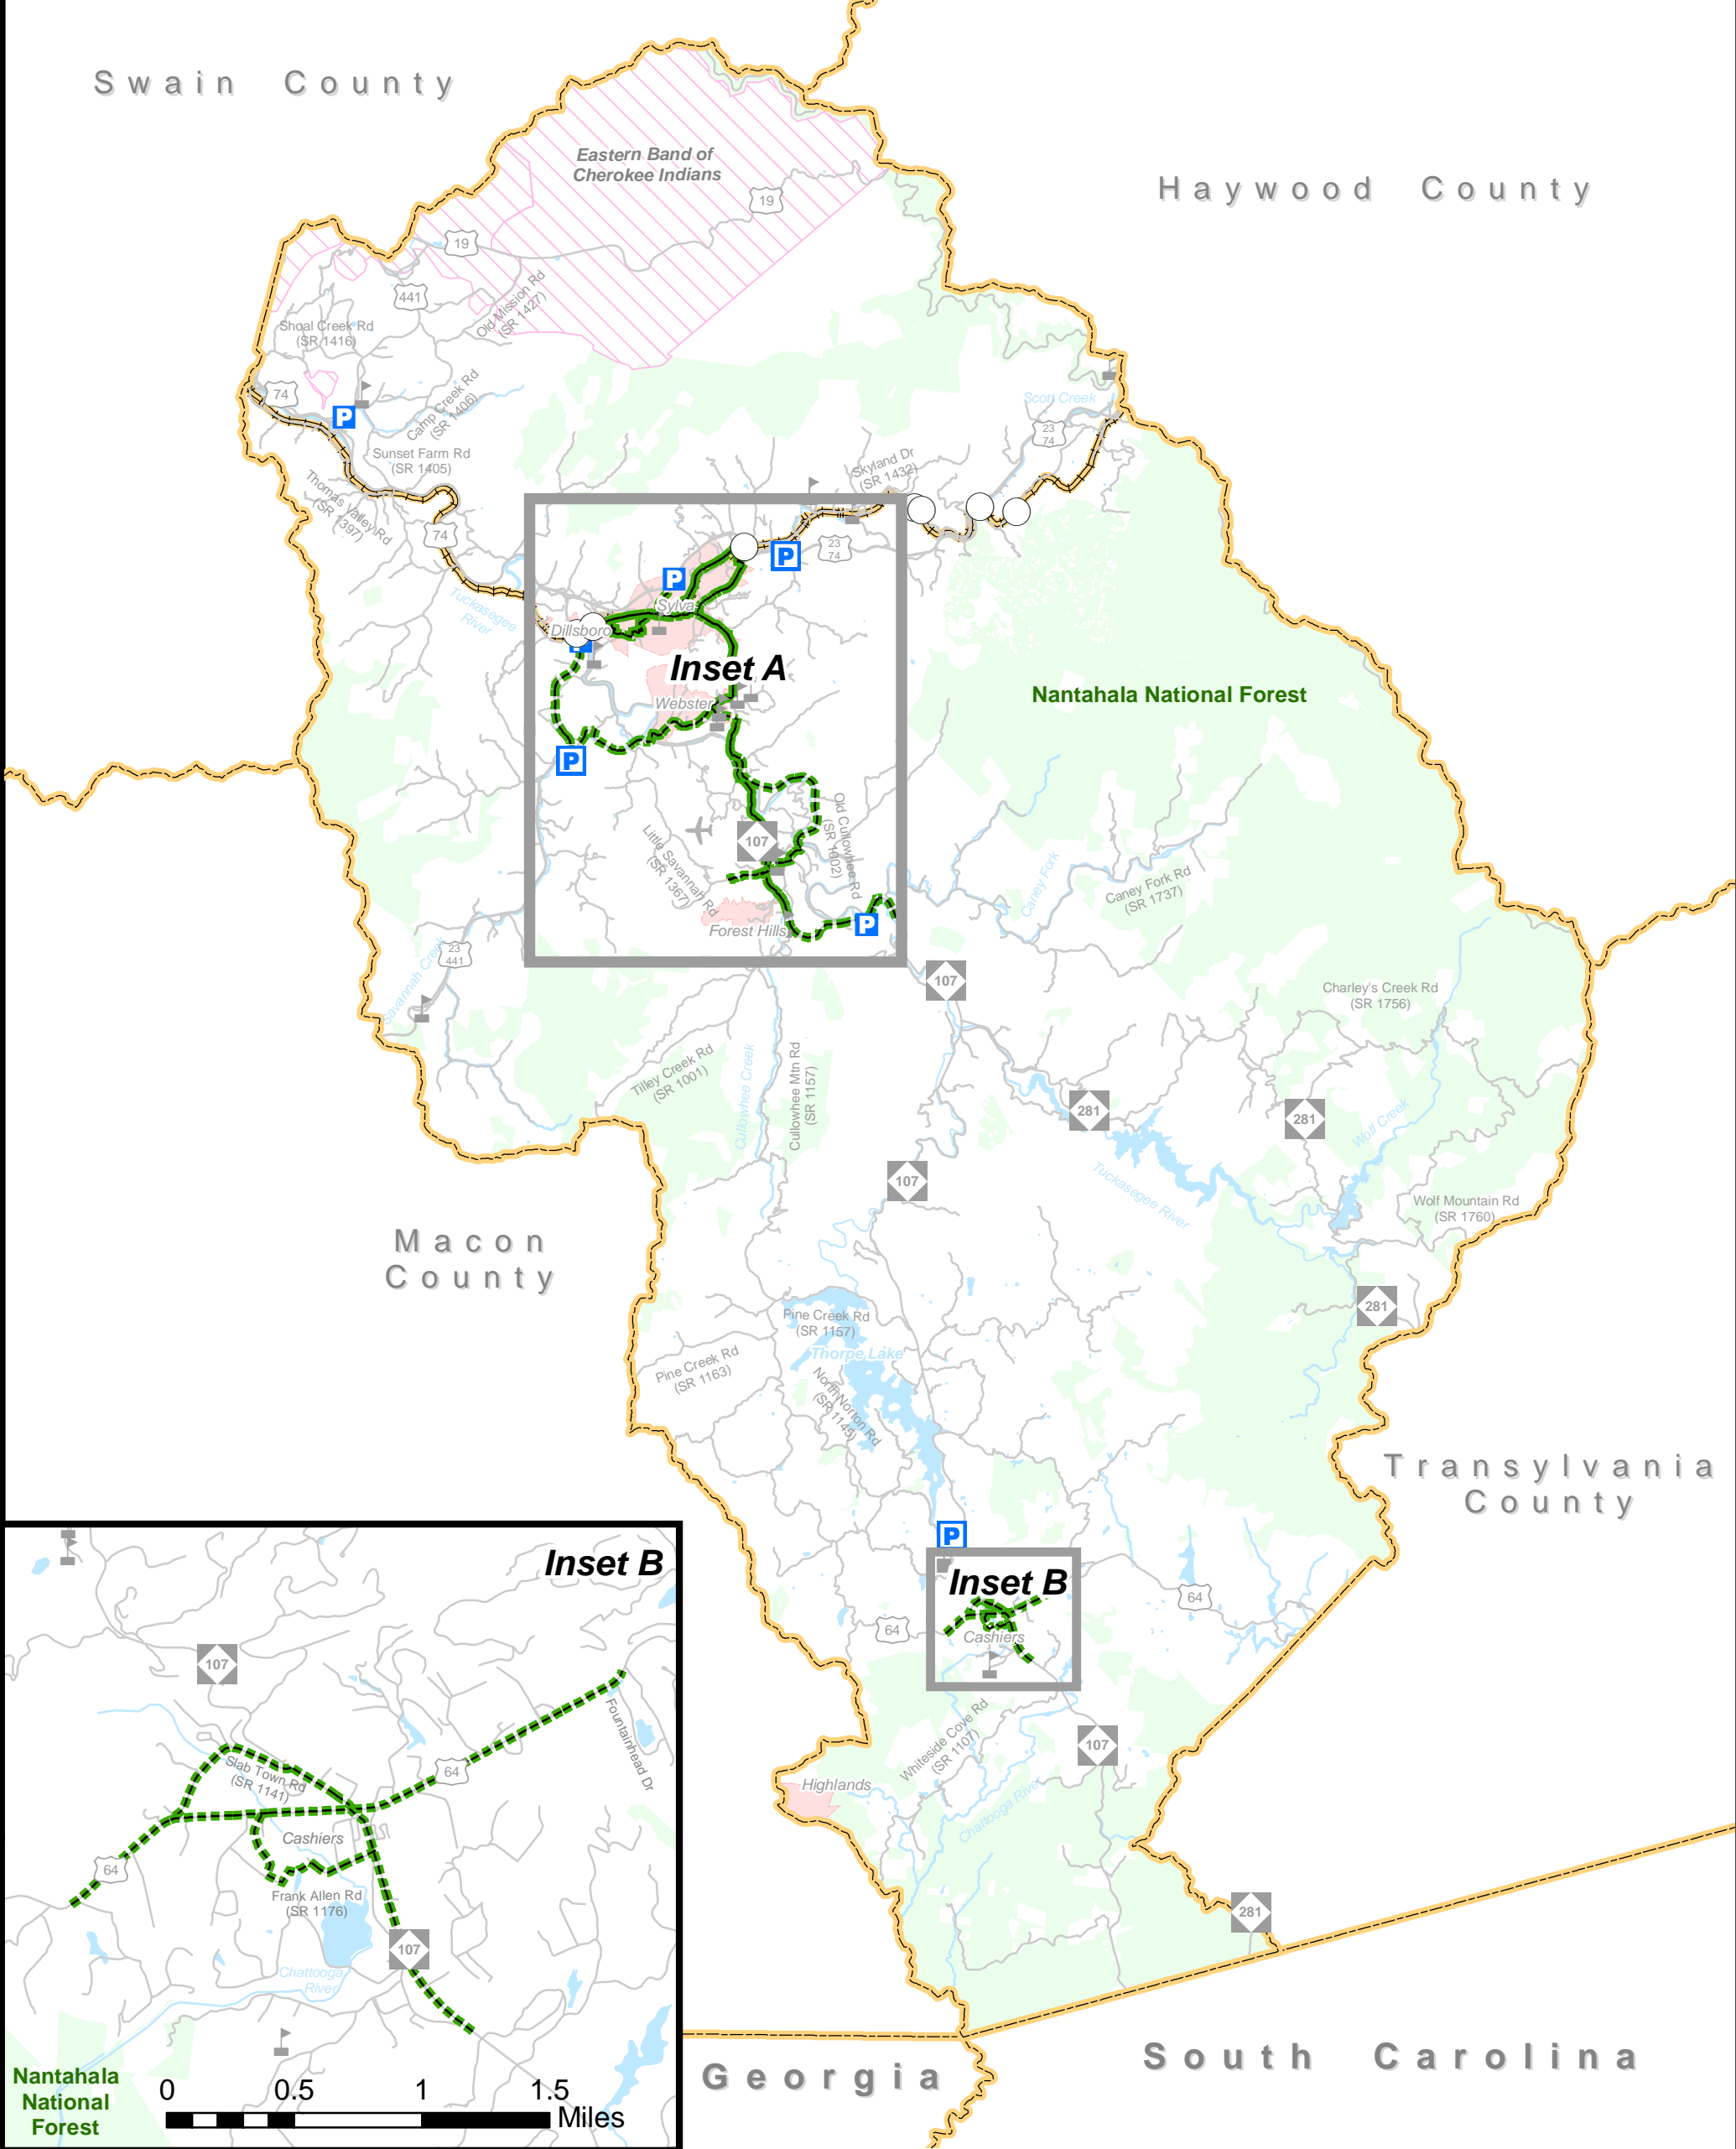 Swain County
Haywood County
Eastern Band of
Cherokee Indians
19
19
441
Old Mission Rd
(SR 1427)
Shoal Creek Rd
(SR 1416)
74
P
Camp Creek Rd
(SR 1406)
Sunset Farm Rd
(SR 1405)
Thomas Valley Rd
(SR 1397)
74
Scott Creek
23
74
Skyland Dr
(SR 1432)
23
74
P
P
Tuckasegee
River
Sylva
Dillsboro
Inset A
Webster
Nantahala National Forest
P
107
Old Cullowhee Rd
(SR 1002)
Little Savannah Rd
(SR 1367)
Forest Hills
P
Caney Fork
Caney Fork Rd
(SR 1737)
23
441
Savannah Creek
107
Charley's Creek Rd
(SR 1756)
Tilley Creek Rd
(SR 1001)
Cullowhee Creek
Cullowhee Mtn Rd
(SR 1157)
281
281
Wolf Creek
107
Tuckasegee River
Wolf Mountain Rd
(SR 1760)
Macon
County
281
Pine Creek Rd
(SR 1157)
Thorpe Lake
Pine Creek Rd
(SR 1163)
North Norton Rd
(SR 1145)
Transylvania
County
P
Inset B
64
64
Cashiers
Whiteside Cove Rd
(SR 1107)
107
Highlands
Chattooga River
281
Georgia
South Carolina
Inset B
107
Fountainhead Dr
Slab Town Rd
(SR 1141)
64
Cashiers
64
Frank Allen Rd
(SR 1176)
107
Chattooga
River
Nantahala
National
Forest
0 0.5 1 1.5
Miles